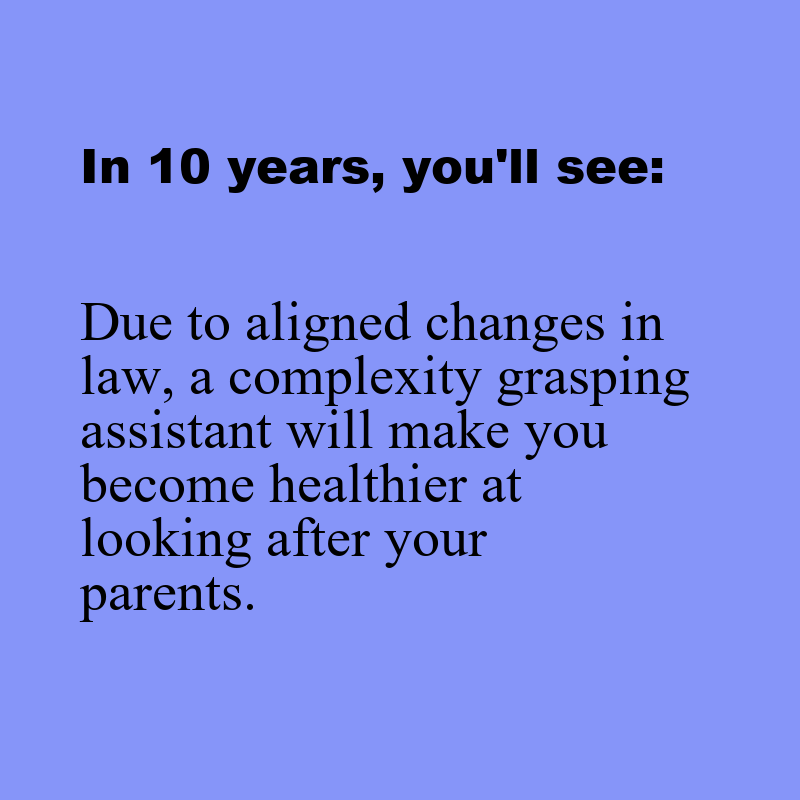 In 10 years, you'll see:
Due to aligned changes in
law, a complexity grasping
assistant will make you
become healthier at
looking after your
parents.